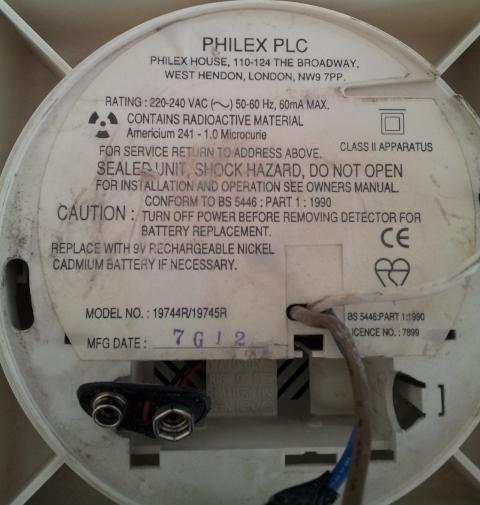 PHILEX PLC
PHILEX HOUSE, 110-124 THE BROADWAY,
WEST HENDON, LONDON, NW9 7PP.
RATING : 220-240 VAC (~) 50-60 Hz, 60mA MAX.
CONTAINS RADIOACTIVE MATERIAL
Americium 241 - 1.0 Microcurie
CLASS II APPARATUS
FOR SERVICE RETURN TO ADDRESS ABOVE.
SEALED UNIT, SHOCK HAZARD, DO NOT OPEN
FOR INSTALLATION AND OPERATION SEE OWNERS MANUAL.
CONFORM TO BS 5446 : PART 1 : 1990
CAUTION : TURN OFF POWER BEFORE REMOVING DETECTOR FOR
BATTERY REPLACEMENT.
REPLACE WITH 9V RECHARGEABLE NICKEL
CADMIUM BATTERY IF NECESSARY.
CE
MODEL NO. : 19744R/19745R
BS 5446:PART 1:1990
LICENCE NO. : 7899
MFG DATE : 7G12